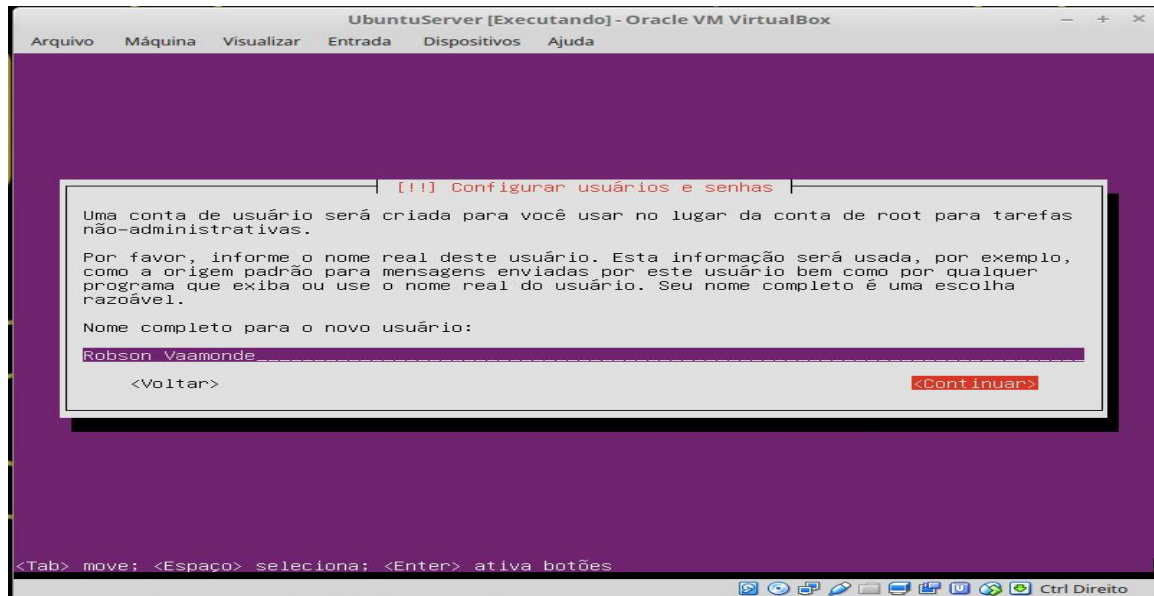 UbuntuServer [Executando] - Oracle VM VirtualBox
Arquivo Máquina Visualizar Entrada Dispositivos Ajuda
[!!] Configurar usuários e senhas
Uma conta de usuário será criada para você usar no lugar da conta de root para tarefas
não-administrativas.
Por favor, informe o nome real deste usuário. Esta informação será usada, por exemplo,
como a origem padrão para mensagens enviadas por este usuário bem como por qualquer
programa que exiba ou use o nome real do usuário. Seu nome completo é uma escolha
razoável.
Nome completo para o novo usuário:
Robson Vaamonde
<Voltar> <Continuar>
<Tab> move; <Espaço> seleciona; <Enter> ativa botões
Ctrl Direito